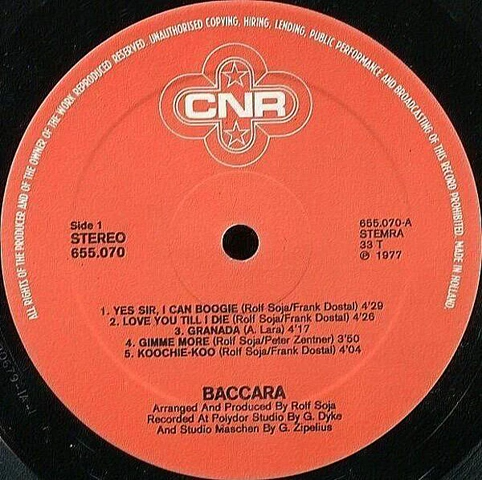 ALL RIGHTS OF THE PRODUCER AND OF THE OWNER OF THE WORK REPRODUCED RESERVED. UNAUTHORISED COPYING, HIRING, LENDING, PUBLIC PERFORMANCE AND BROADCASTING OF THIS RECORD PROHIBITED. MADE IN HOLLAND
CNR
Side 1
STEREO
655.070
655.070-A
STEMRA
33 T
℗ 1977
1. YES SIR, I CAN BOOGIE (Rolf Soja/Frank Dostal) 4'29
2. LOVE YOU TILL I DIE (Rolf Soja/Frank Dostal) 4'26
3. GRANADA (A. Lara) 4'17
4. GIMME MORE (Rolf Soja/Peter Zentner) 3'50
5. KOOCHIE-KOO (Rolf Soja/Frank Dostal) 4'04
BACCARA
Arranged And Produced By Rolf Soja
Recorded At Polydor Studio By G. Dyke
And Studio Maschen By G. Zipelius